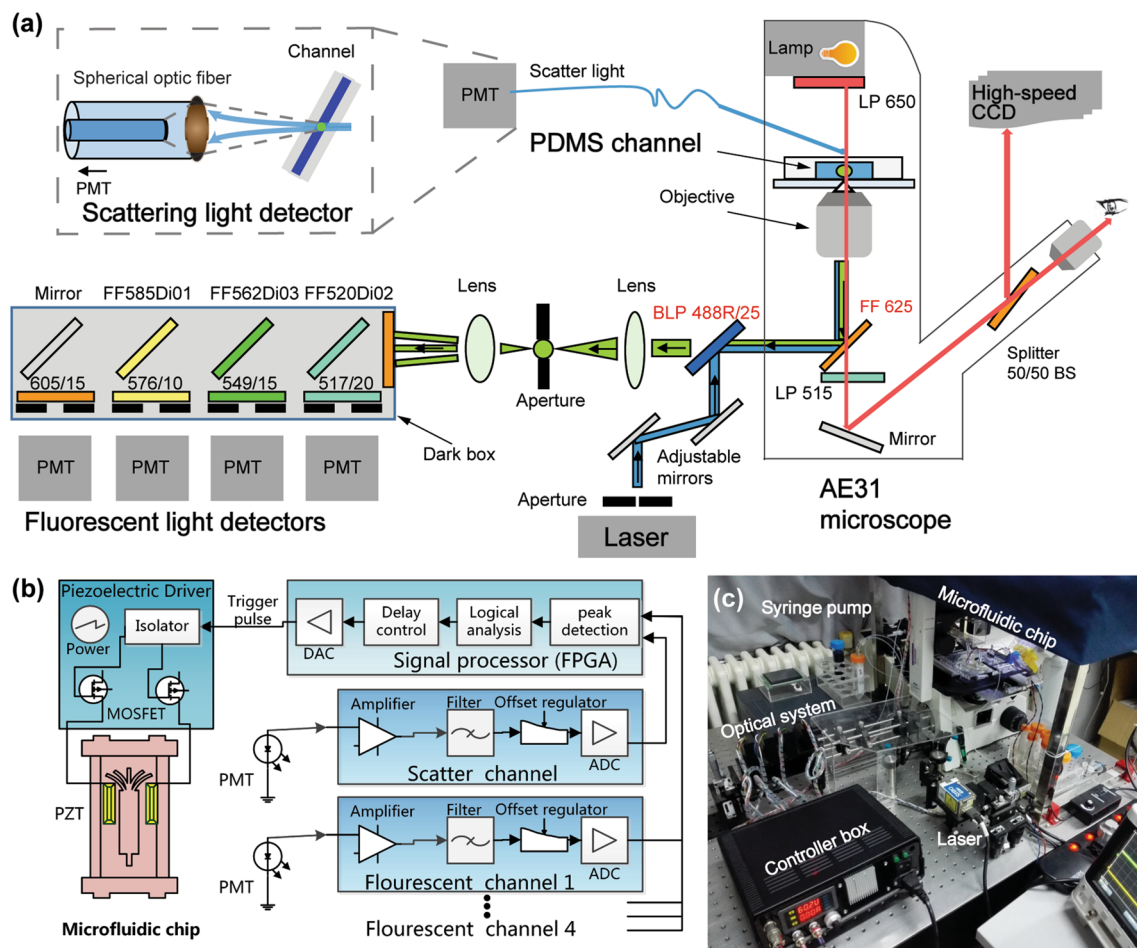 (a)
Channel
Spherical optic fiber
PMT
Scattering light detector
PMT
Scatter light
Lamp
LP 650
High-speed
CCD
PDMS channel
Objective
Mirror
FF585Di01
FF562Di03
FF520Di02
Lens
Lens
BLP 488R/25
FF 625
605/15
576/10
549/15
517/20
Aperture
LP 515
Splitter
50/50 BS
Mirror
Dark box
Adjustable
mirrors
PMT
PMT
PMT
PMT
Aperture
Fluorescent light detectors
Laser
AE31
microscope
(b)
Piezoelectric Driver
Power
Isolator
MOSFET
Trigger
pulse
DAC
Delay
control
Logical
analysis
peak
detection
Signal processor (FPGA)
PZT
Microfluidic chip
Amplifier
Filter
Offset regulator
ADC
PMT
Scatter channel
Amplifier
Filter
Offset regulator
ADC
PMT
Flourescent channel 1
Flourescent channel 4
(c)
Syringe pump
Microfluidic chip
Optical system
Controller box
Laser